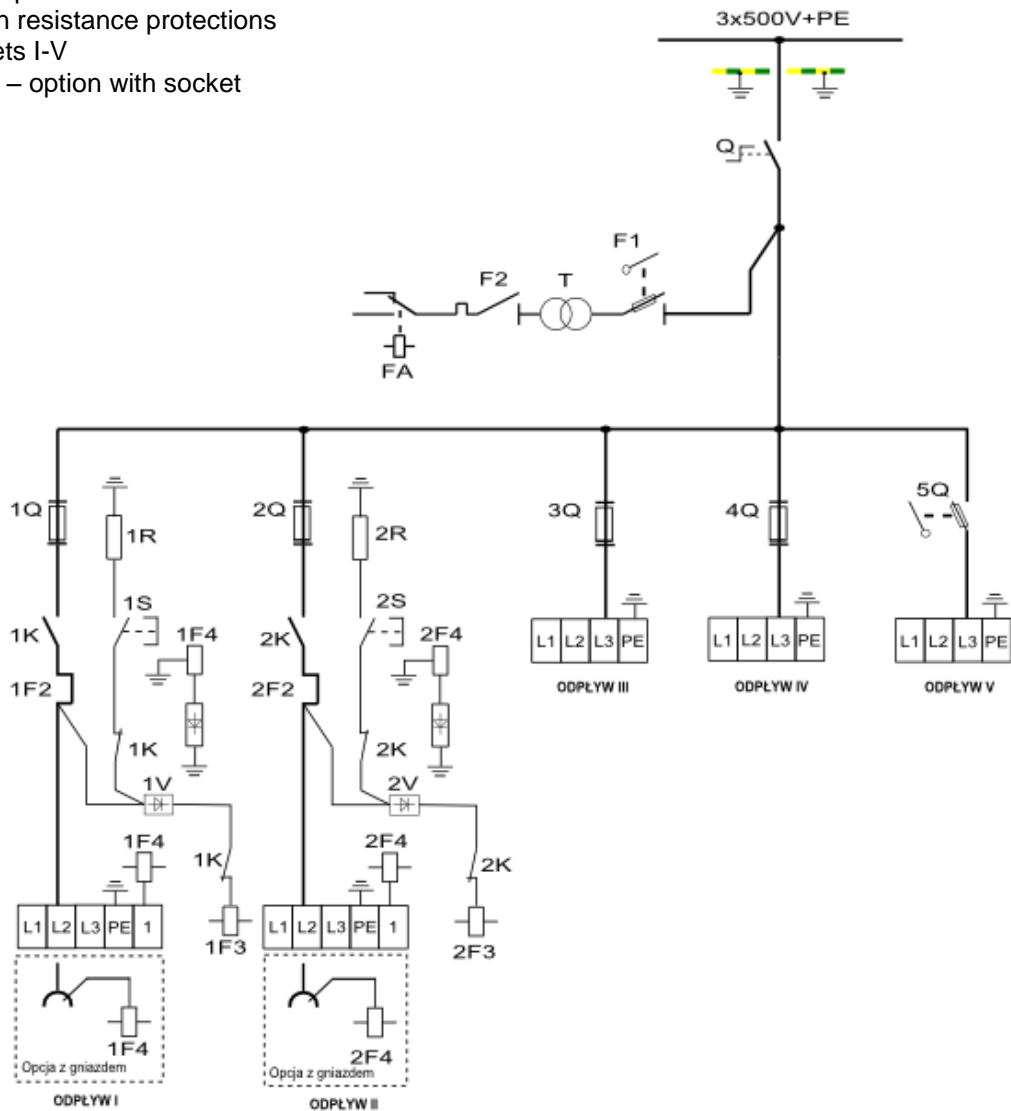 n resistance protections
ets I-V
– option with socket
3x500V+PE
Q
F1
F2
T
FA
1Q
1R
2Q
2R
3Q
4Q
5Q
1S
2S
1K
1F4
2K
2F4
1F2
2F2
L1 L2 L3 PE
L1 L2 L3 PE
L1 L2 L3 PE
ODPŁYW III
ODPŁYW IV
ODPŁYW V
1K
2K
1V
2V
1F4
1K
2F4
2K
L1 L2 L3 PE 1
1F3
L1 L2 L3 PE 1
2F3
1F4
2F4
Opcja z gniazdem
Opcja z gniazdem
ODPŁYW I
ODPŁYW II